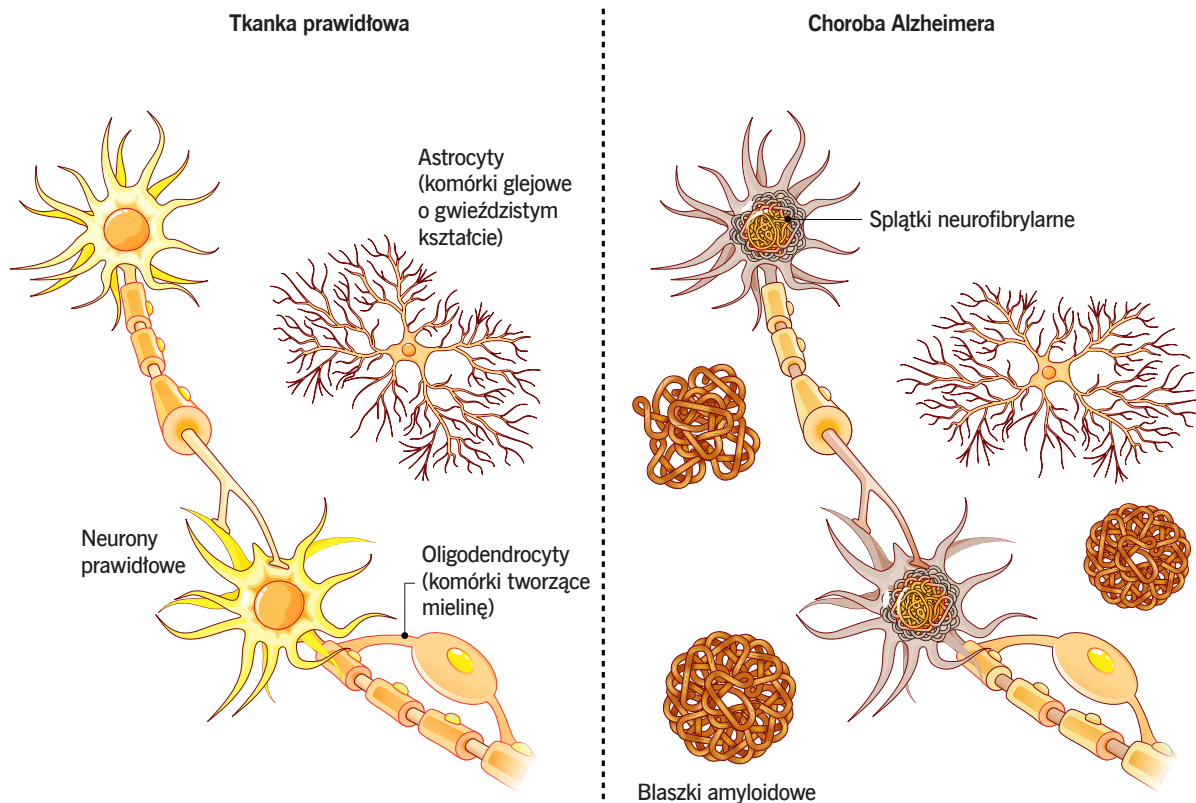 Tkanka prawidłowa
Choroba Alzheimera
Astrocyty
(komórki glejowe
o gwieździstym
kształcie)
Splątki neurofibrylarne
Neurony
prawidłowe
Oligodendrocyty
(komórki tworzące
mielinę)
Blaszki amyloidowe